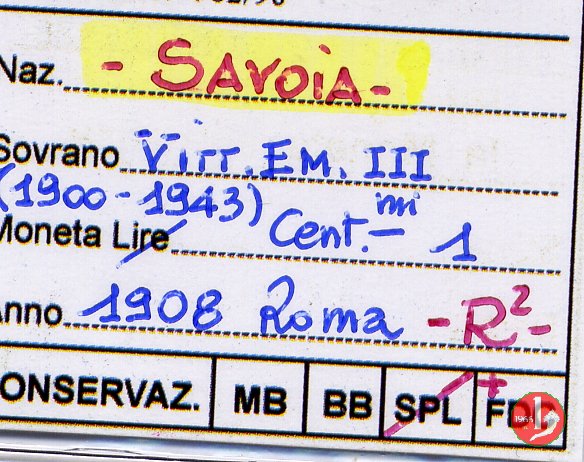 Naz. - SAVOIA -
Sovrano VITT. EM. III
(1900 - 1943)
Moneta Lire Cent.mi 1
Anno 1908 Roma - R2 -
CONSERVAZ. MB BB SPL +